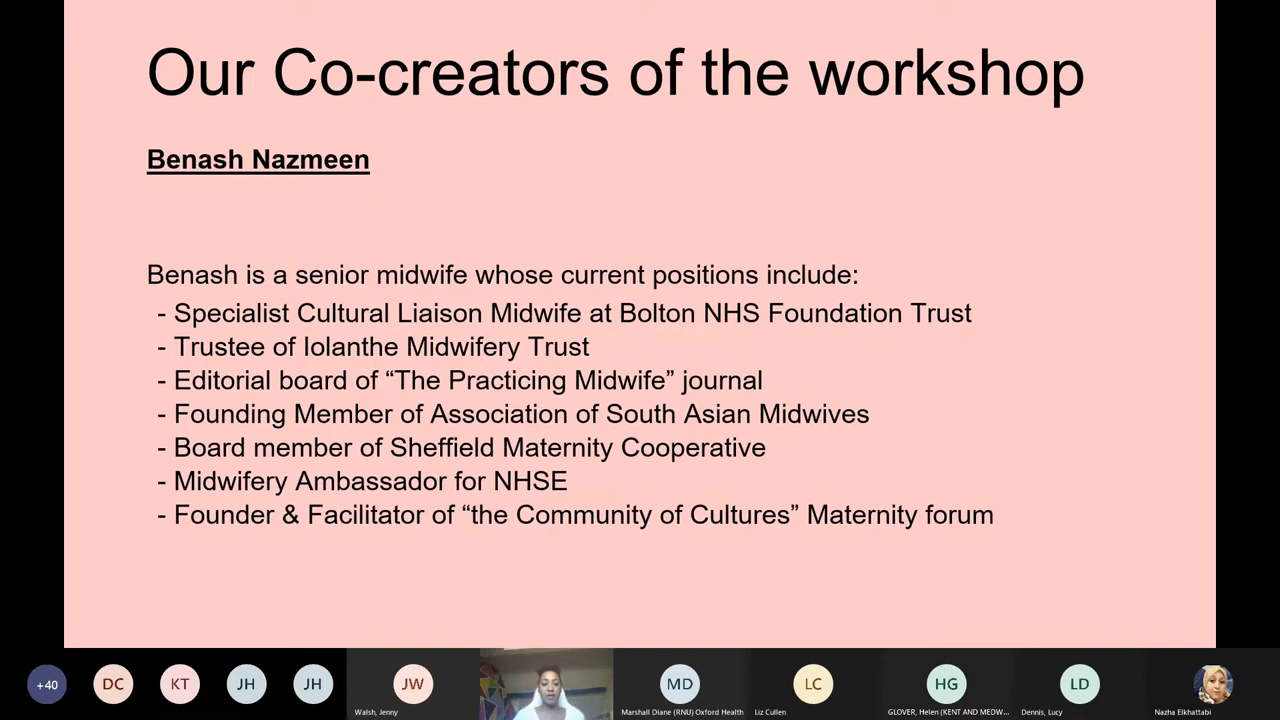 Our Co-creators of the workshop
Benash Nazmeen
Benash is a senior midwife whose current positions include:
- Specialist Cultural Liaison Midwife at Bolton NHS Foundation Trust
- Trustee of Iolanthe Midwifery Trust
- Editorial board of “The Practicing Midwife” journal
- Founding Member of Association of South Asian Midwives
- Board member of Sheffield Maternity Cooperative
- Midwifery Ambassador for NHSE
- Founder & Facilitator of “the Community of Cultures” Maternity forum
+40 DC KT JH JH JW MD LC HG LD
Walsh, Jenny Marshall Diane (RNU) Oxford Health Liz Cullen GLOVER, Helen (KENT AND MEDW... Dennis, Lucy Nazha Elkhattabi